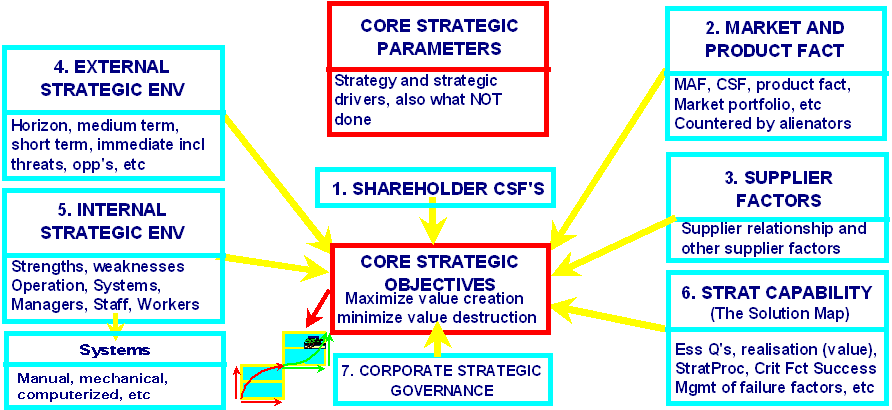 CORE STRATEGIC
PARAMETERS
Strategy and strategic
drivers, also what NOT
done
2. MARKET AND
PRODUCT FACT
MAF, CSF, product fact,
Market portfolio, etc
Countered by alienators
4. EXTERNAL
STRATEGIC ENV
Horizon, medium term,
short term, immediate incl
threats, opp's, etc
1. SHAREHOLDER CSF'S
3. SUPPLIER
FACTORS
Supplier relationship and
other supplier factors
5. INTERNAL
STRATEGIC ENV
Strengths, weaknesses
Operation, Systems,
Managers, Staff, Workers
CORE STRATEGIC
OBJECTIVES
Maximize value creation
minimize value destruction
6. STRAT CAPABILITY
(The Solution Map)
Ess Q's, realisation (value),
StratProc, Crit Fct Success
Mgmt of failure factors, etc
Systems
Manual, mechanical,
computerized, etc
7. CORPORATE STRATEGIC
GOVERNANCE